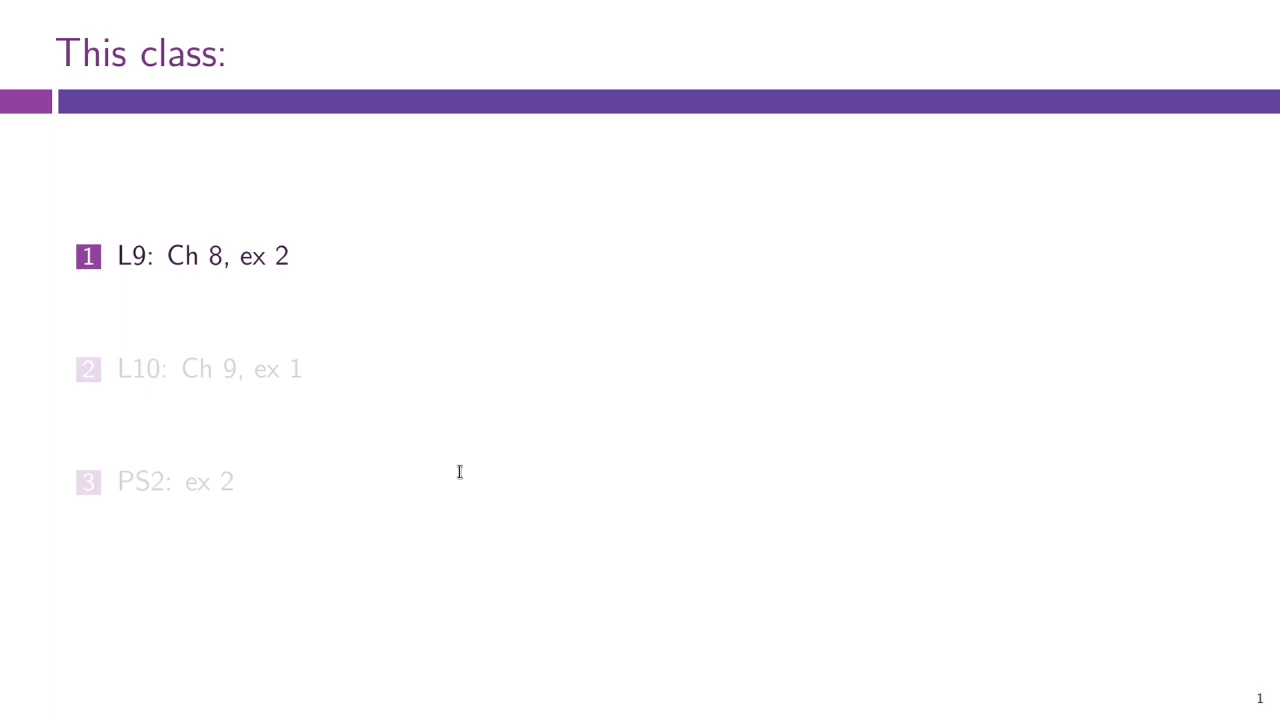 This class:
1 L9: Ch 8, ex 2
2 L10: Ch 9, ex 1
3 PS2: ex 2
1